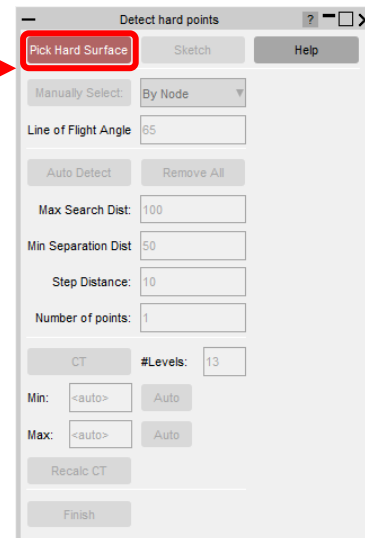 Detect hard points ?
Pick Hard Surface Sketch Help
Manually Select: By Node
Line of Flight Angle 65
Auto Detect Remove All
Max Search Dist: 100
Min Separation Dist 50
Step Distance: 10
Number of points: 1
CT #Levels: 13
Min: <auto> Auto
Max: <auto> Auto
Recalc CT
Finish